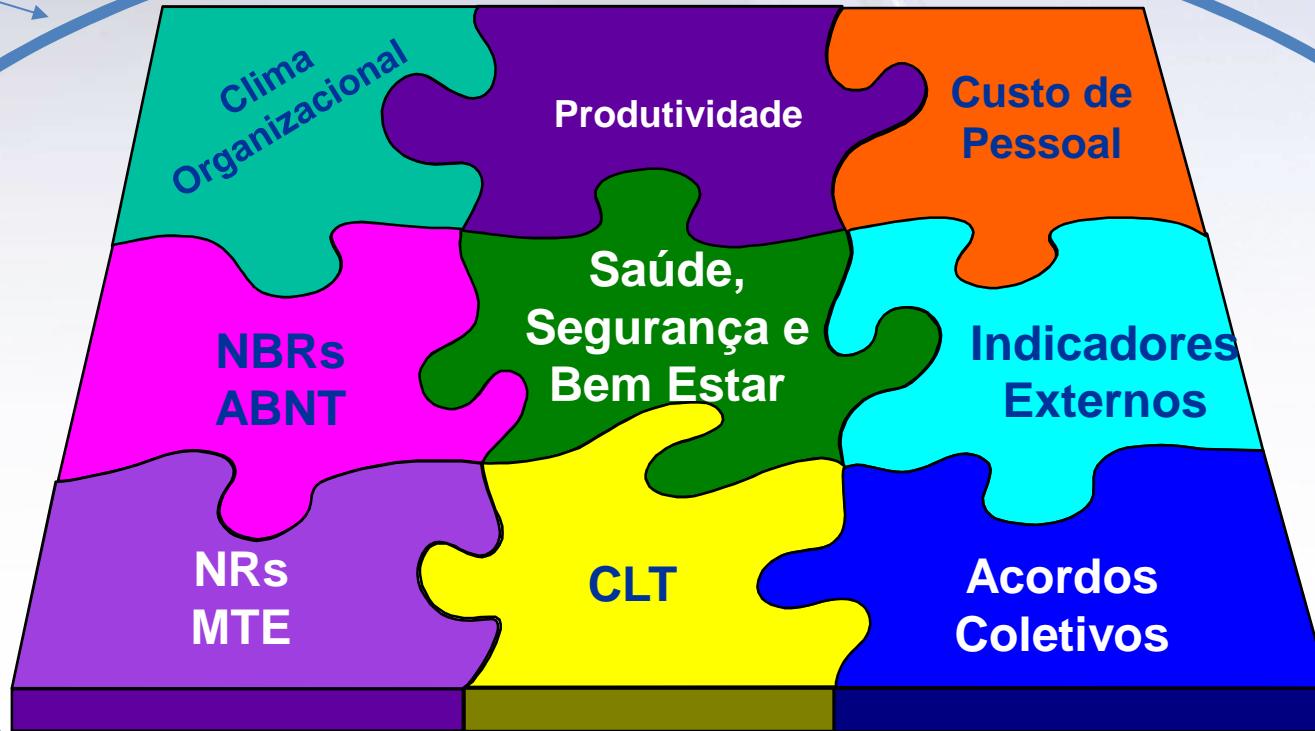 Clima
Organizacional
Produtividade
Custo de
Pessoal
NBRs
ABNT
Saúde,
Segurança e
Bem Estar
Indicadores
Externos
NRs
MTE
CLT
Acordos
Coletivos